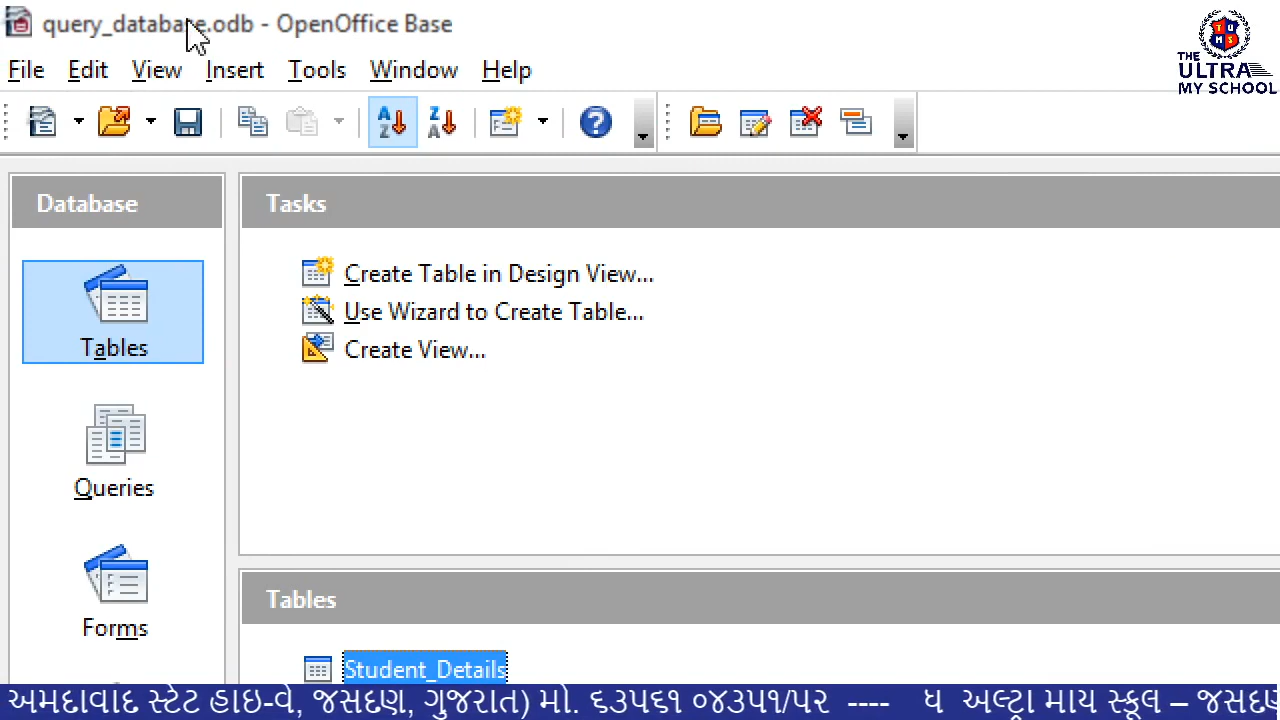 query_database.odb - OpenOffice Base
THE
ULTRA
MY SCHOOL
File Edit View Insert Tools Window Help
Database
Tasks
Create Table in Design View...
Use Wizard to Create Table...
Create View...
Tables
Queries
Forms
Tables
Student_Details
અમદાવાદ સ્ટેટ હાઇ-વે, જસદણ, ગુજરાત) મો. ૬૩૫૬૧ ૦૪૩૫૧/૫૨ ---- ધ અલ્ટ્રા માય સ્કૂલ – જસદણ